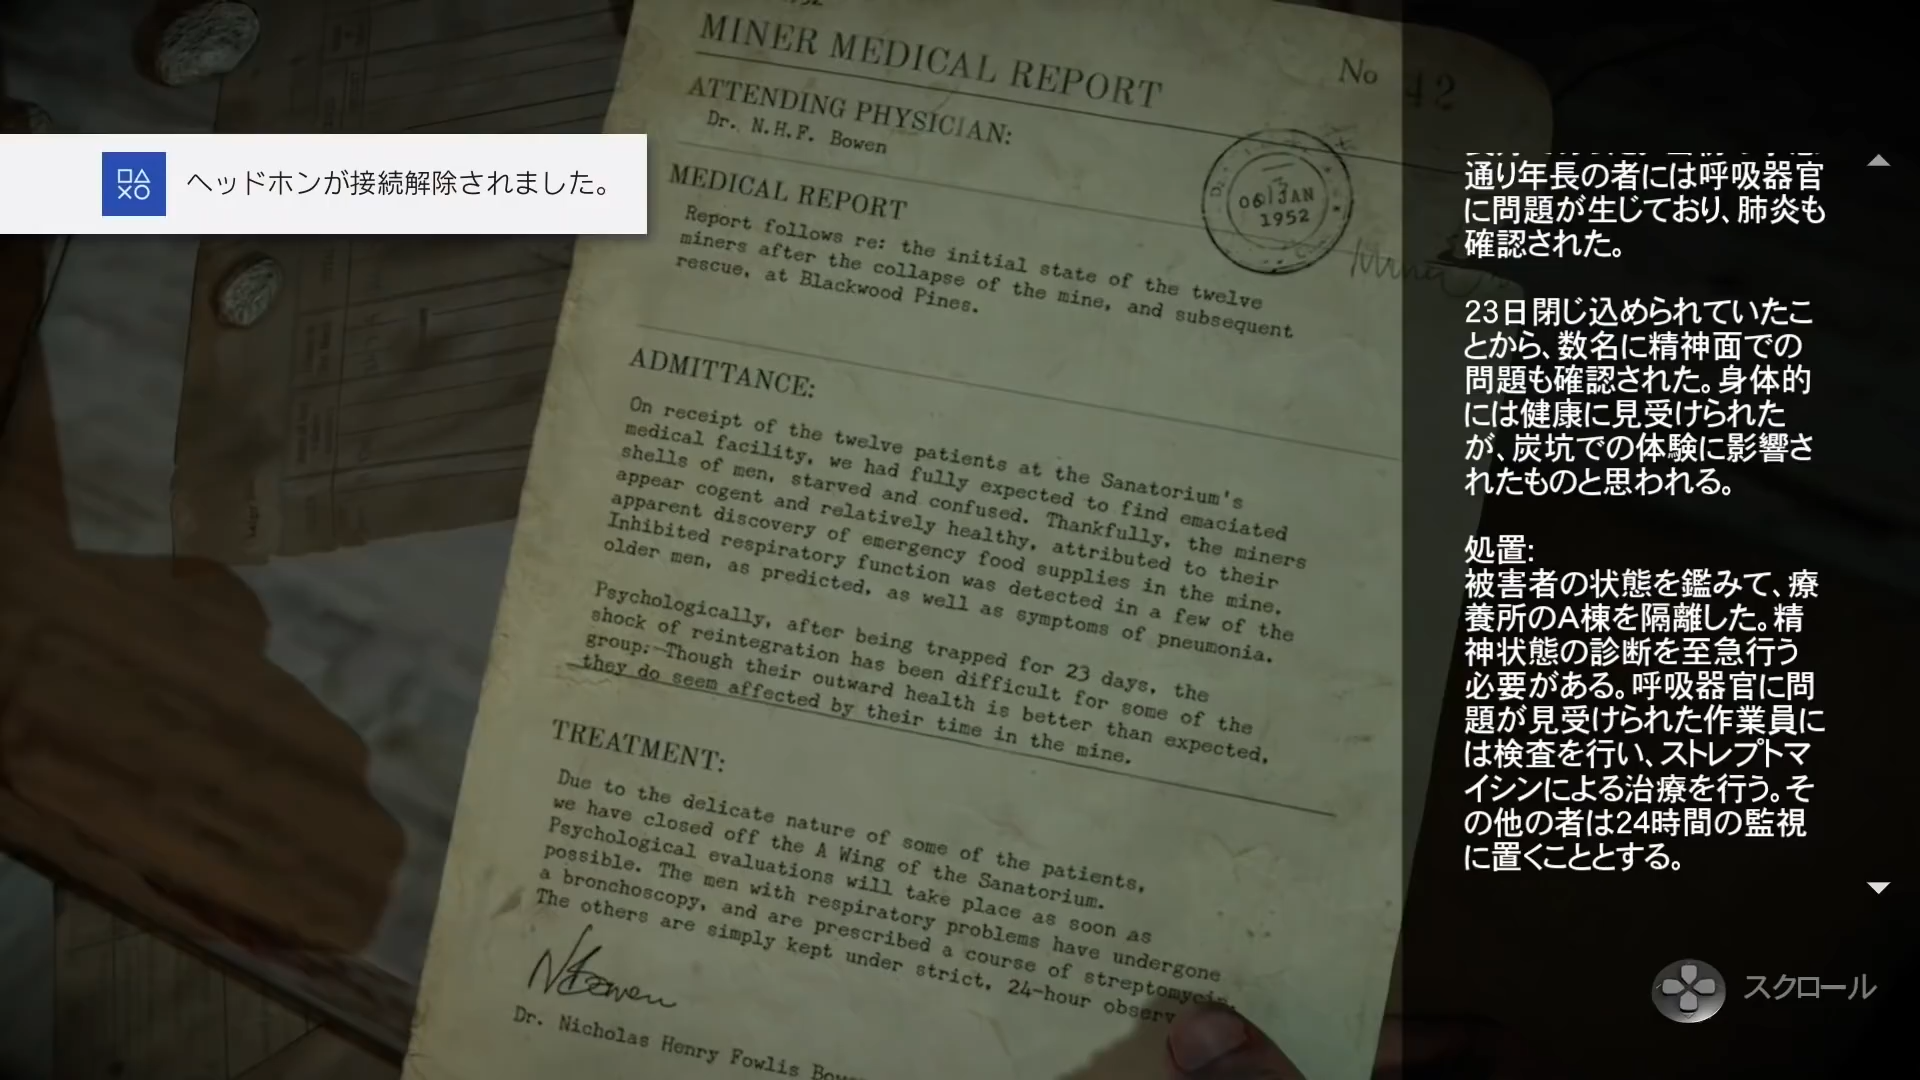 MINER MEDICAL REPORT
No 42
ATTENDING PHYSICIAN:
Dr. N.H.F. Bowen
06 JAN
1952
MEDICAL REPORT
Report follows re: the initial state of the twelve
miners after the collapse of the mine, and subsequent
rescue, at Blackwood Pines.
ADMITTANCE:
On receipt of the twelve patients at the Sanatorium's
medical facility, we had fully expected to find emaciated
shells of men, starved and confused. Thankfully, the miners
appear cogent and relatively healthy, attributed to their
apparent discovery of emergency food supplies in the mine.
Inhibited respiratory function was detected in a few of the
older men, as predicted, as well as symptoms of pneumonia.
Psychologically, after being trapped for 23 days, the
shock of reintegration has been difficult for some of the
group; Though their outward health is better than expected,
they do seem affected by their time in the mine.
TREATMENT:
Due to the delicate nature of some of the patients,
we have closed off the A Wing of the Sanatorium.
Psychological evaluations will take place as soon as
possible. The men with respiratory problems have undergone
a bronchoscopy, and are prescribed a course of streptomycin.
The others are simply kept under strict, 24-hour observ
NBowen
Dr. Nicholas Henry Fowlis Bowe
ヘッドホンが接続解除されました。
通り年長の者には呼吸器官
に問題が生じており、肺炎も
確認された。
23日閉じ込められていたこ
とから、数名に精神面での
問題も確認された。身体的
には健康に見受けられた
が、炭坑での体験に影響さ
れたものと思われる。
処置:
被害者の状態を鑑みて、療
養所のA棟を隔離した。精
神状態の診断を至急行う
必要がある。呼吸器官に問
題が見受けられた作業員に
は検査を行い、ストレプトマ
イシンによる治療を行う。そ
の他の者は24時間の監視
に置くこととする。
スクロール